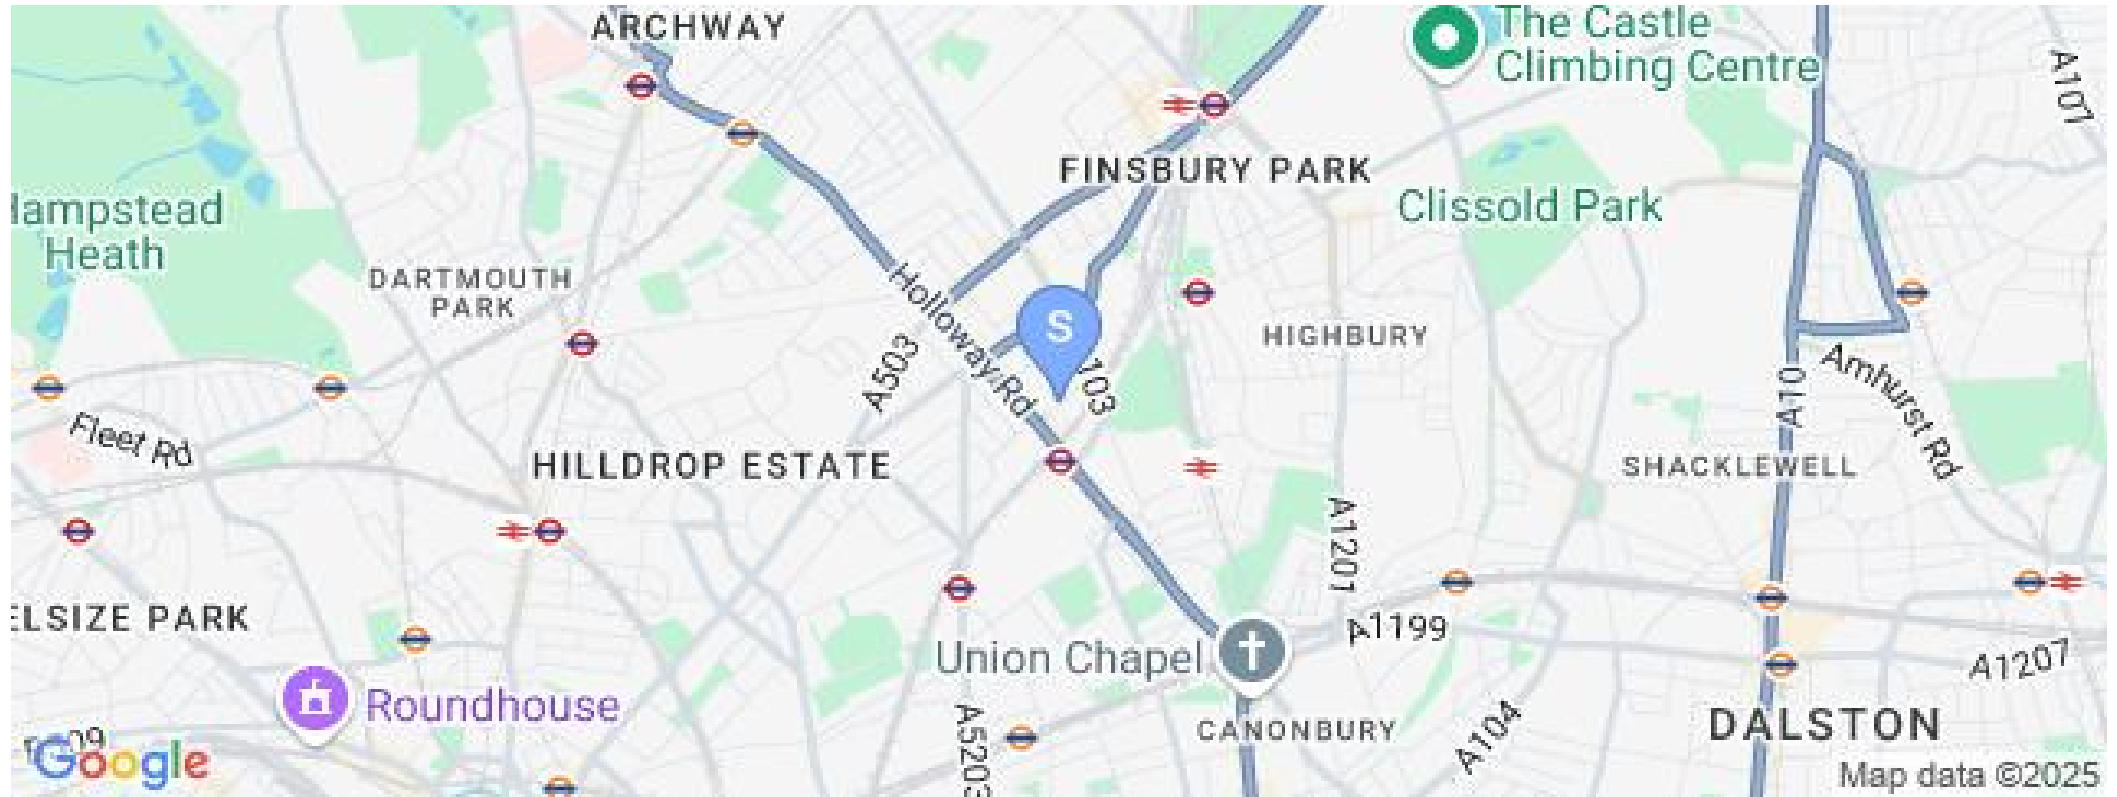 ARCHWAY
The Castle
Climbing Centre
A107
FINSBURY PARK
Hampstead
Heath
Clissold Park
DARTMOUTH
PARK
Holloway Rd
S
HIGHBURY
A503
103
A10
Amhurst Rd
Fleet Rd
HILLDROP ESTATE
SHACKLEWELL
A1201
ELSIZE PARK
A1199
Union Chapel
A1207
Roundhouse
A5203
CANONBURY
A104
DALSTON
Google
Map data ©2025